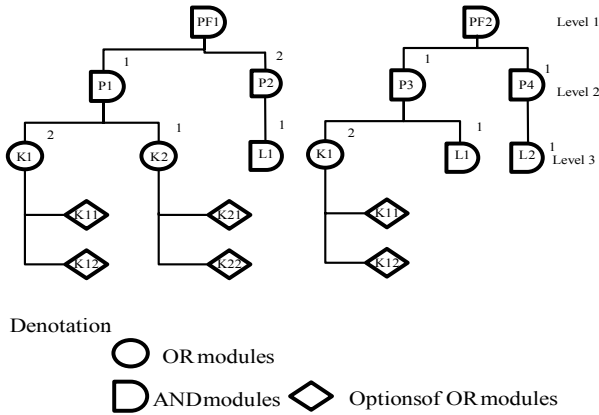 PF1
PF2
Level 1
1
2
1
1
P1
P2
P3
P4
Level 2
2
1
1
2
1
1
K1
K2
L1
K1
L1
L2
Level 3
K11
K21
K11
K12
K22
K12
Denotation
OR modules
AND modules
Optionsof OR modules